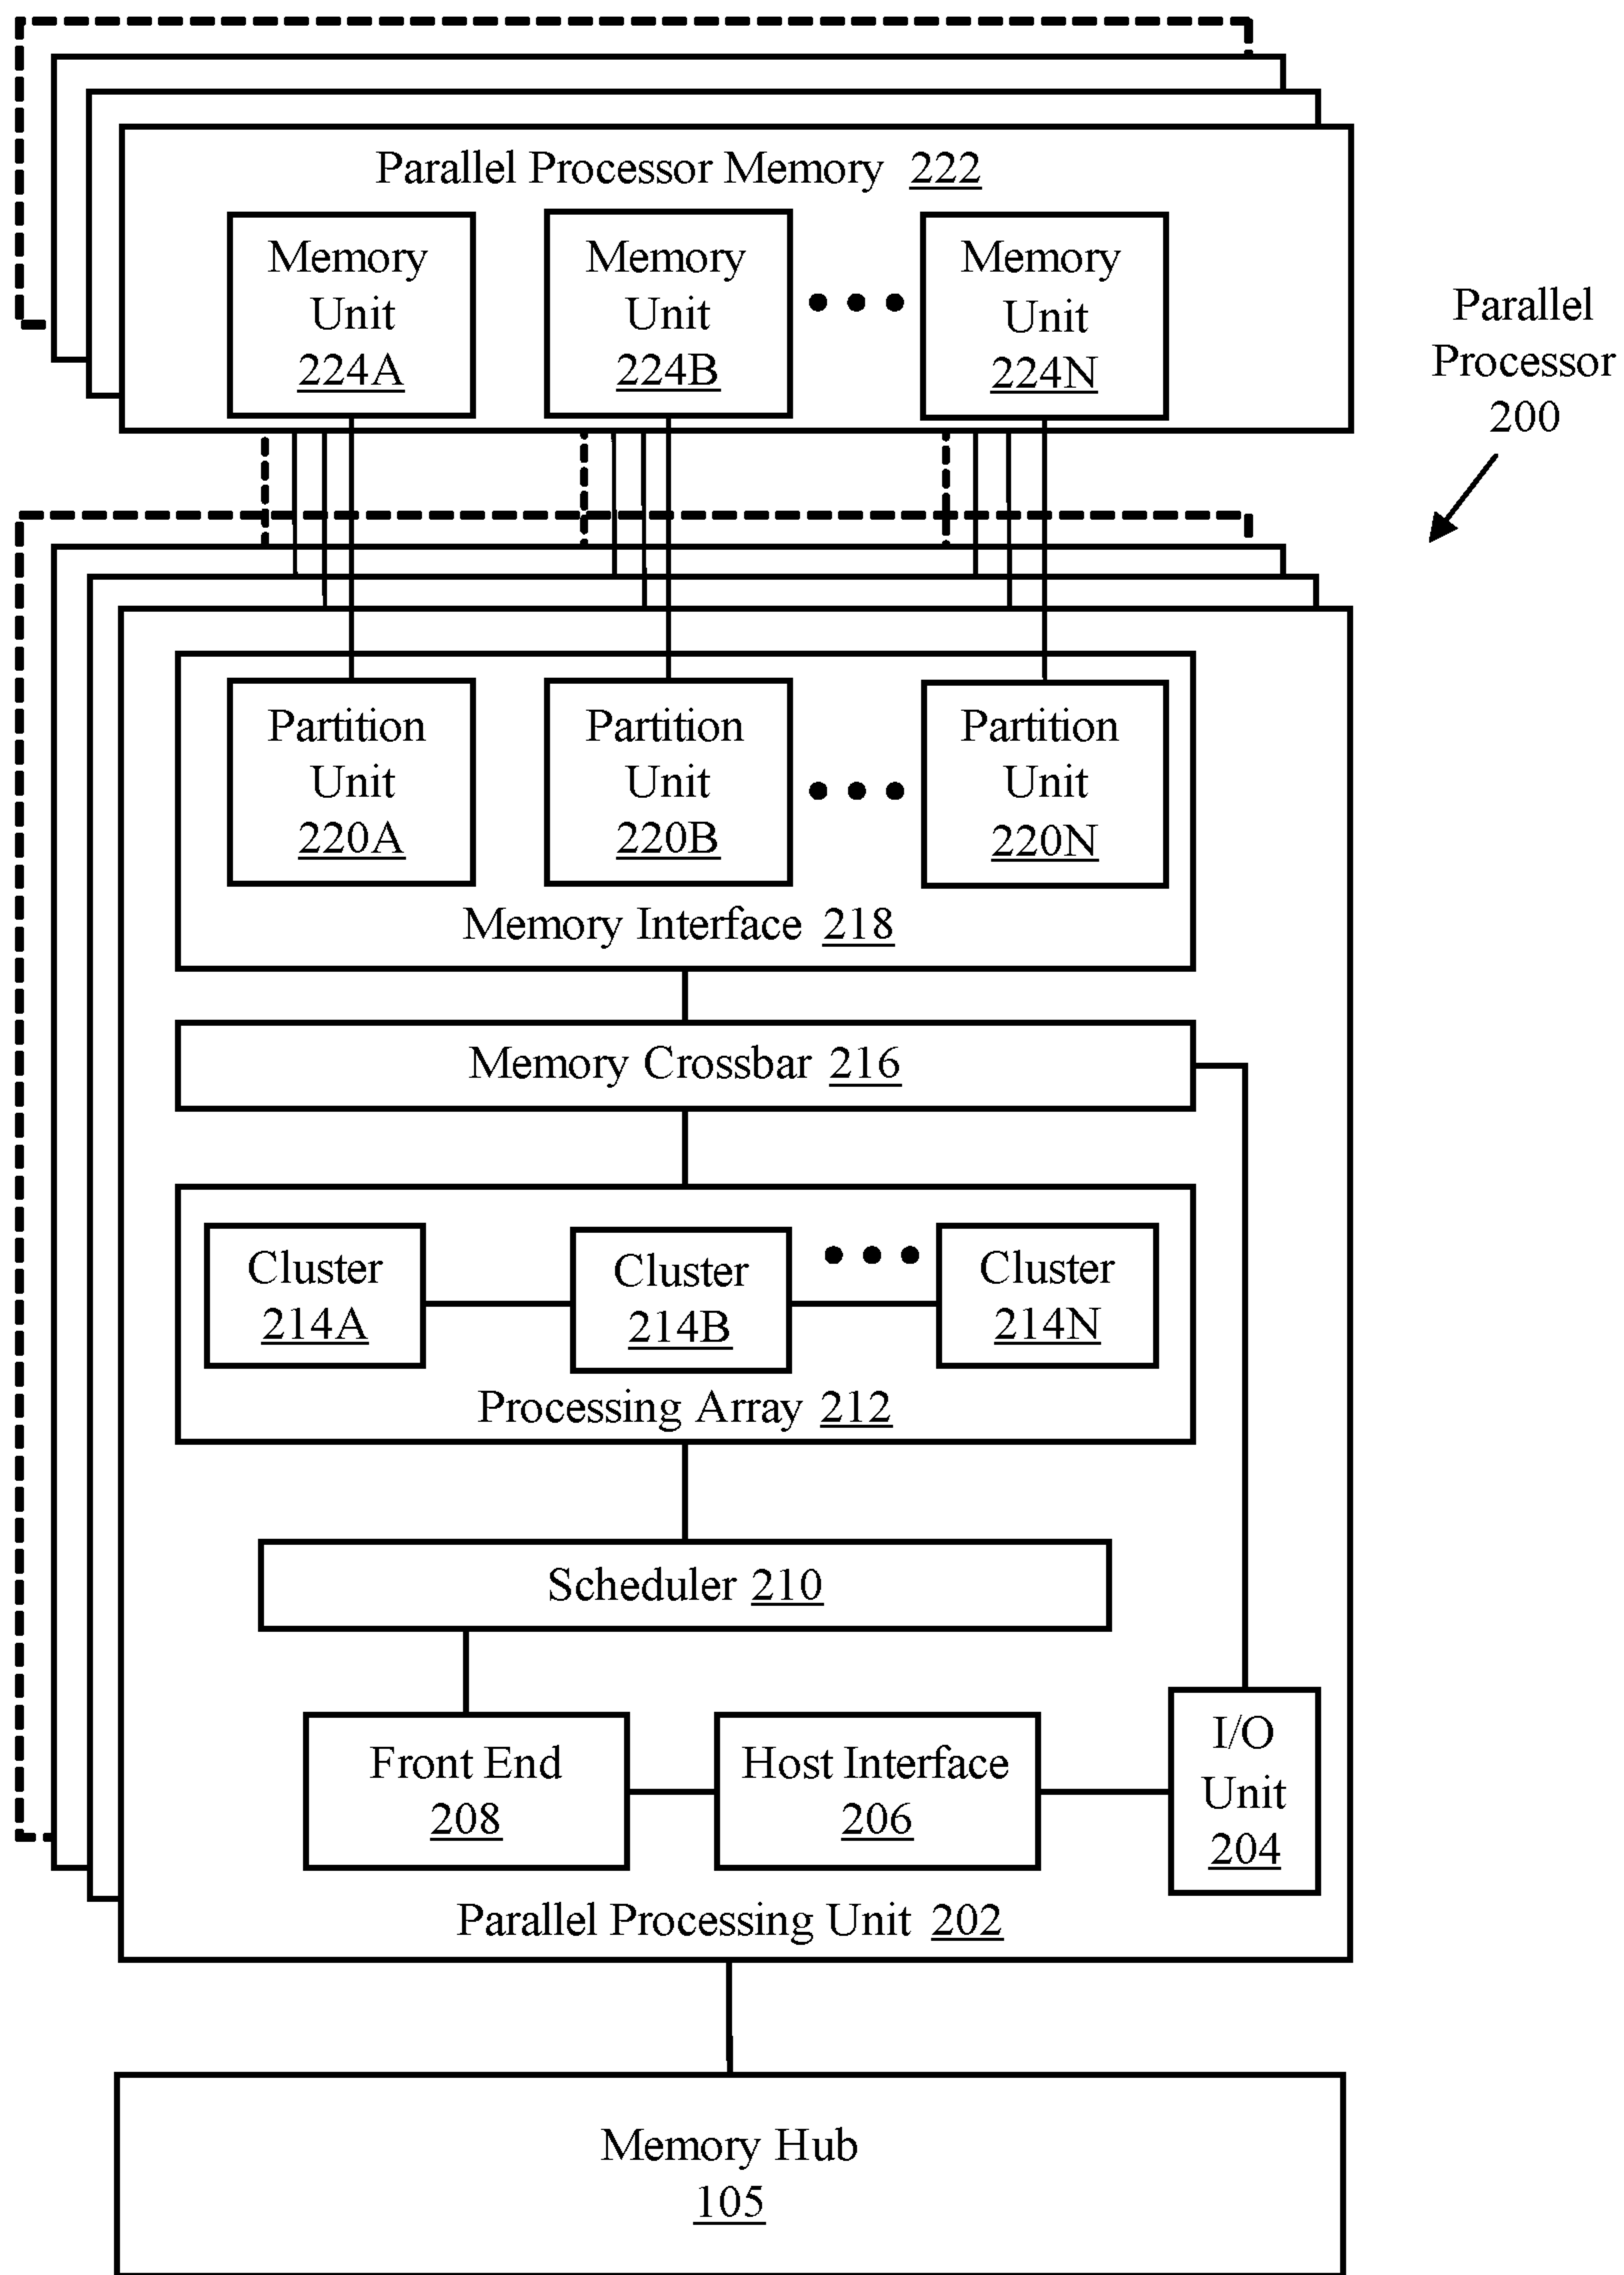 Parallel Processor Memory 222
Memory
Unit
224A
Memory
Unit
224B
Memory
Unit
224N
Parallel
Processor
200
Partition
Unit
220A
Partition
Unit
220B
Partition
Unit
220N
Memory Interface 218
Memory Crossbar 216
Cluster
214A
Cluster
214B
Cluster
214N
Processing Array 212
Scheduler 210
Front End
208
Host Interface
206
I/O
Unit
204
Parallel Processing Unit 202
Memory Hub
105